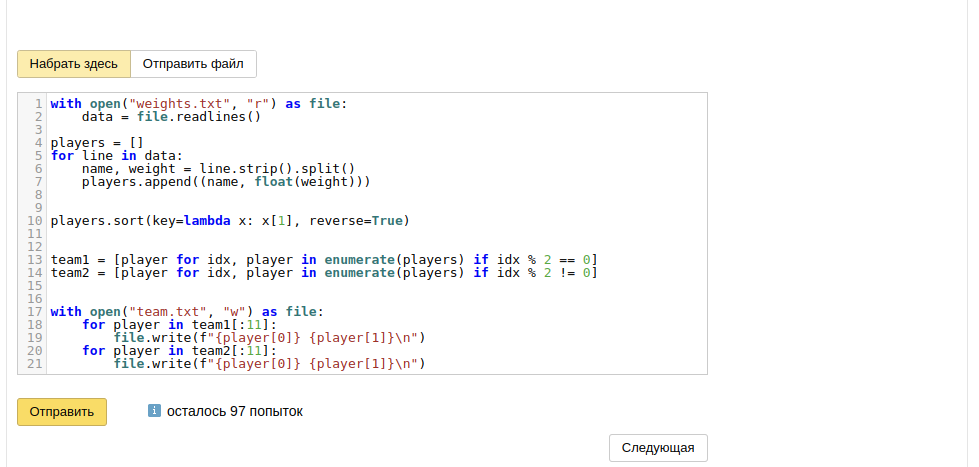 Набрать здесь
Отправить файл
1 with open("weights.txt", "r") as file:
2     data = file.readlines()
3
4 players = []
5 for line in data:
6     name, weight = line.strip().split()
7     players.append((name, float(weight)))
8
9
10 players.sort(key=lambda x: x[1], reverse=True)
11
12
13 team1 = [player for idx, player in enumerate(players) if idx % 2 == 0]
14 team2 = [player for idx, player in enumerate(players) if idx % 2 != 0]
15
16
17 with open("team.txt", "w") as file:
18     for player in team1[:11]:
19         file.write(f"{player[0]} {player[1]}\n")
20     for player in team2[:11]:
21         file.write(f"{player[0]} {player[1]}\n")
Отправить
i осталось 97 попыток
Следующая